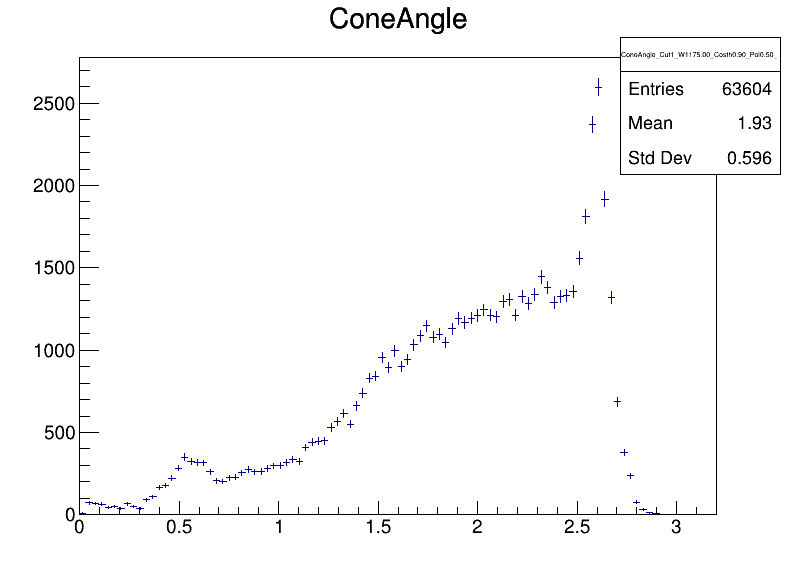 ConeAngle
ConeAngle_Cut1_W1175.00_Costh0.90_Pol0.50_
Entries 63604
Mean 1.93
Std Dev 0.596
2500
2000
1500
1000
500
0
0 0.5 1 1.5 2 2.5 3